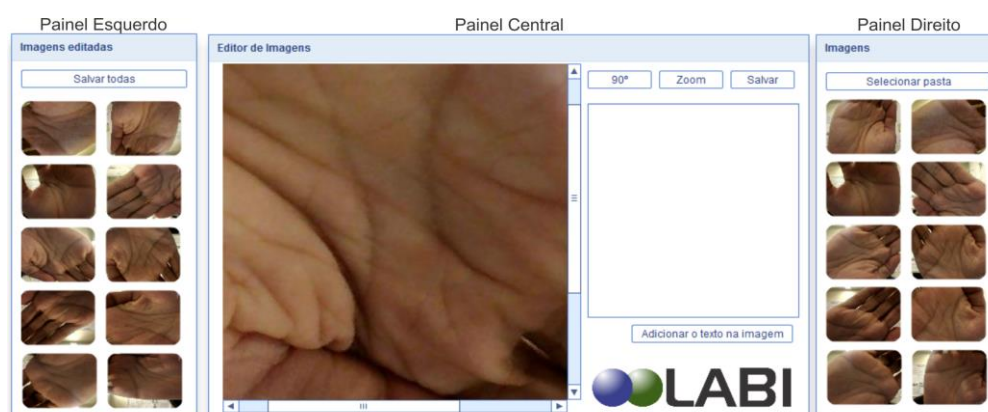 Painel Esquerdo
Painel Central
Painel Direito
Imagens editadas
Editor de Imagens
Imagens
Salvar todas
90°
Zoom
Salvar
Selecionar pasta
Adicionar o texto na imagem
LABI